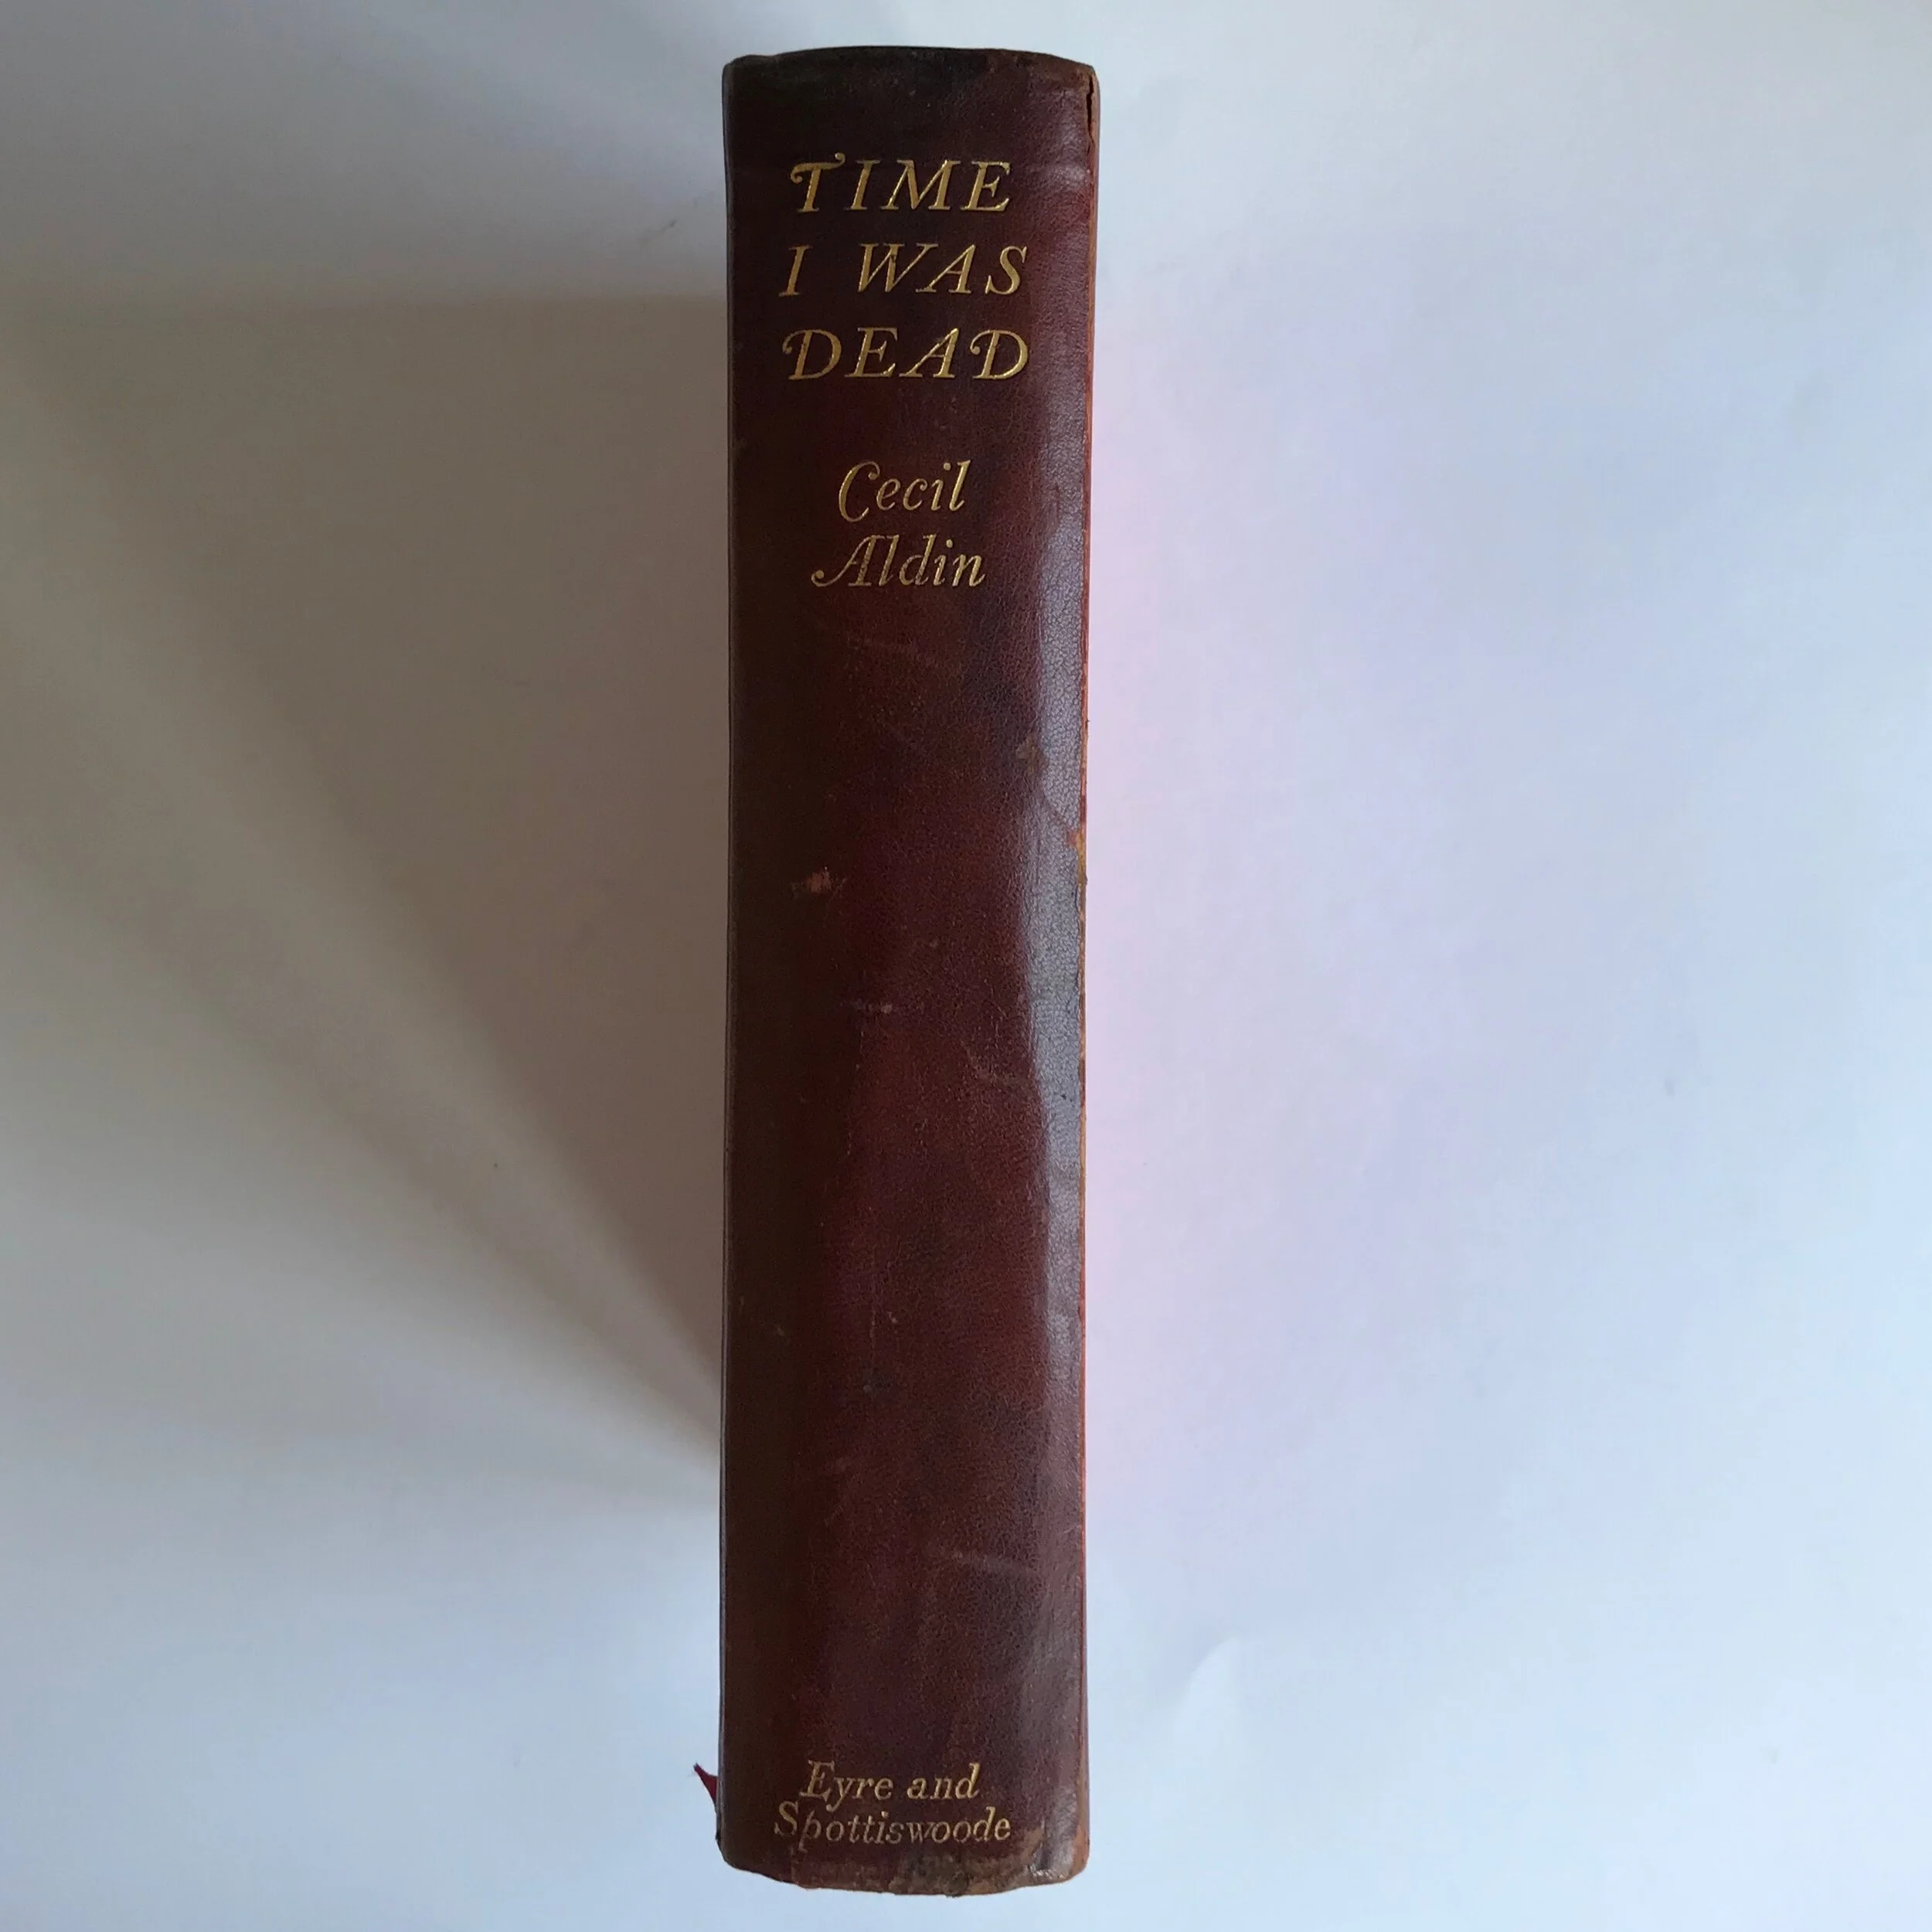 TIME
I WAS
DEAD
Cecil
Aldin
Eyre and
Spottiswoode